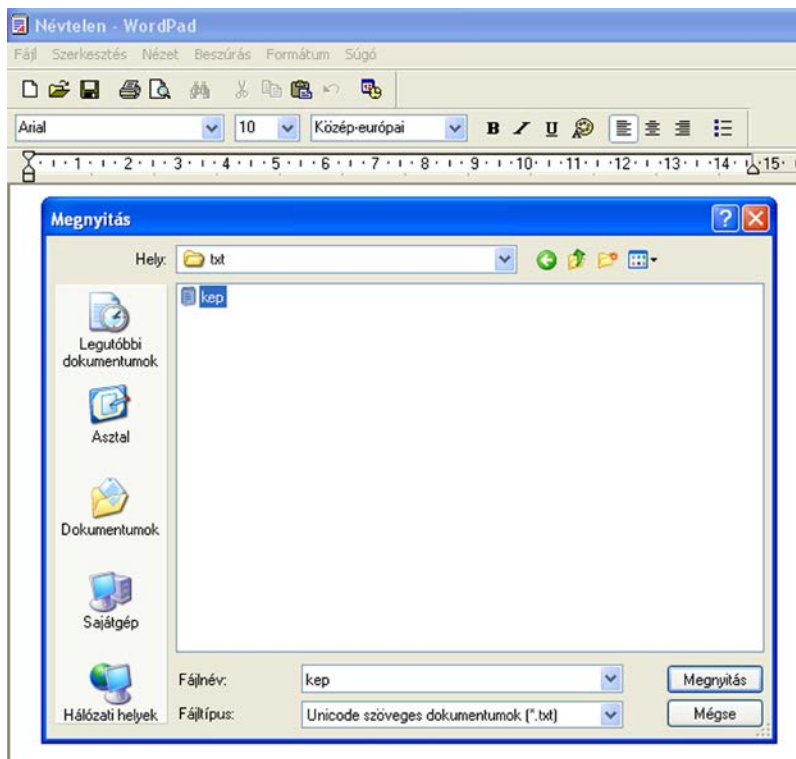 Névtelen - WordPad
Fájl Szerkesztés Nézet Beszúrás Formátum Súgó
Arial 10 Közép-európai B I U
1 2 3 4 5 6 7 8 9 10 11 12 13 14 15
Megnyitás
Hely: txt
kep
Legutóbbi
dokumentumok
Asztal
Dokumentumok
Sajátgép
Hálózati helyek
Fájlnév: kep Megnyitás
Fájltípus: Unicode szöveges dokumentumok (*.txt) Mégse